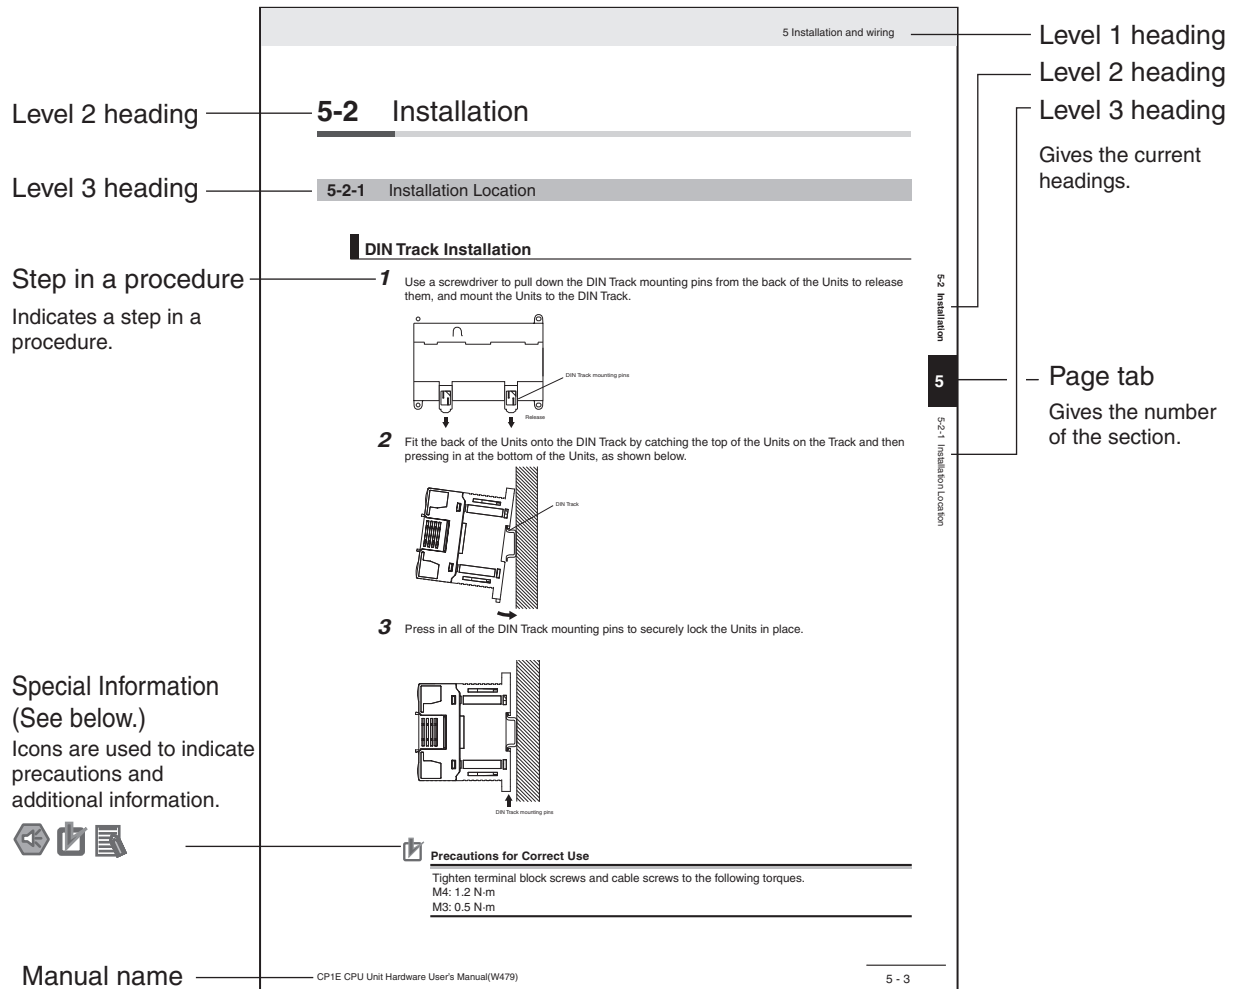 5 Installation and wiring
Level 1 heading
Level 2 heading
Level 3 heading
Gives the current
headings.
Level 2 heading
5-2 Installation
Level 3 heading
5-2-1 Installation Location
DIN Track Installation
Step in a procedure
Indicates a step in a
procedure.
1 Use a screwdriver to pull down the DIN Track mounting pins from the back of the Units to release
them, and mount the Units to the DIN Track.
DIN Track mounting pins
Release
5-2 Installation
5
5-2-1 Installation Location
Page tab
Gives the number
of the section.
2 Fit the back of the Units onto the DIN Track by catching the top of the Units on the Track and then
pressing in at the bottom of the Units, as shown below.
DIN Track
3 Press in all of the DIN Track mounting pins to securely lock the Units in place.
DIN Track mounting pins
Special Information
(See below.)
Icons are used to indicate
precautions and
additional information.
Precautions for Correct Use
Tighten terminal block screws and cable screws to the following torques.
M4: 1.2 N·m
M3: 0.5 N·m
Manual name
CP1E CPU Unit Hardware User's Manual(W479)
5 - 3